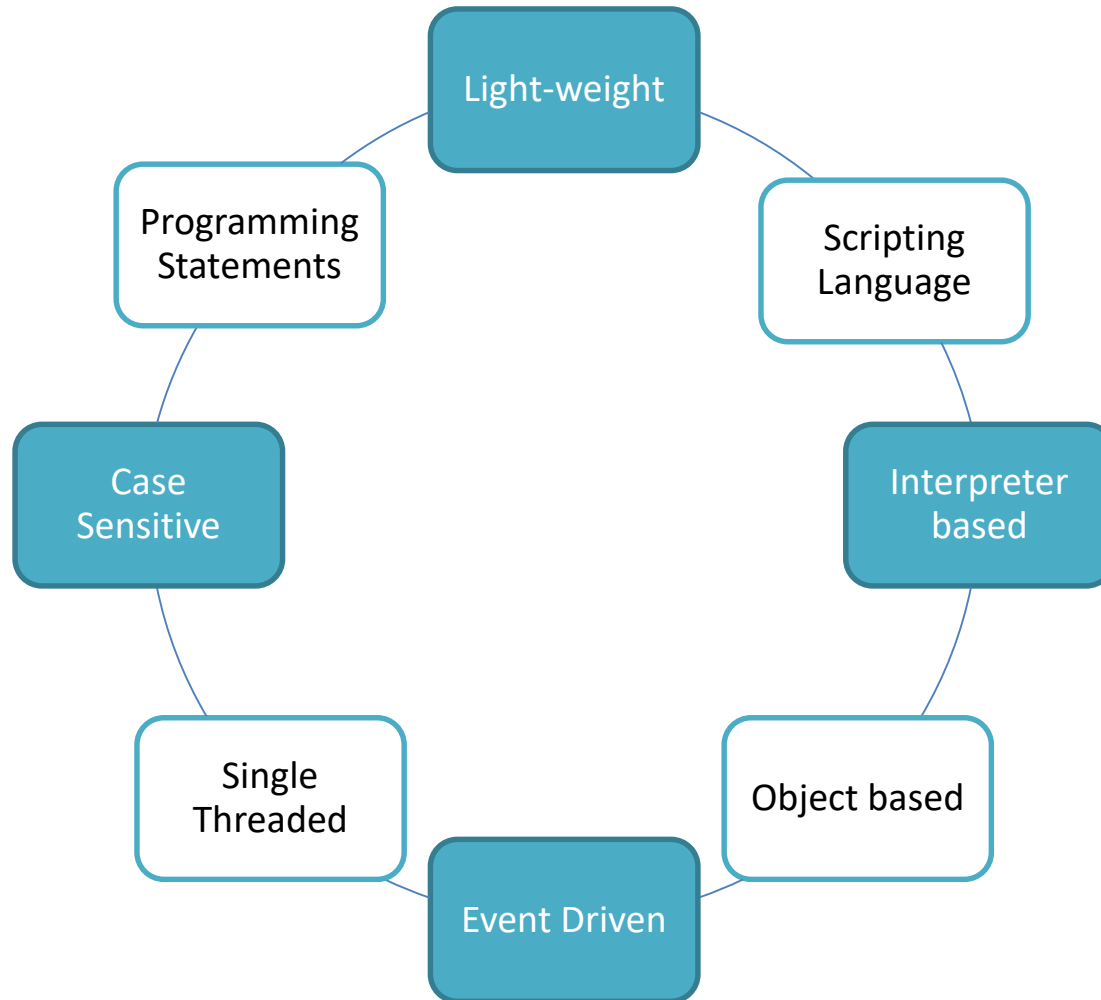 Light-weight
Programming
Statements
Scripting
Language
Case
Sensitive
Interpreter
based
Single
Threaded
Object based
Event Driven